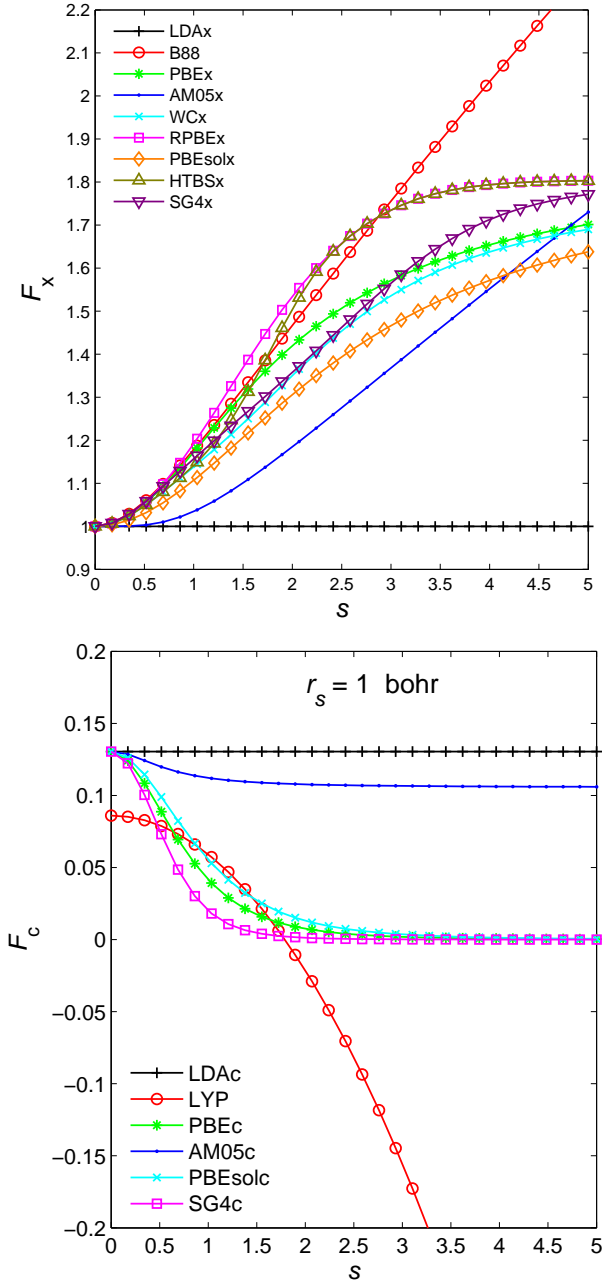 2.2
2.1
2
1.9
1.8
1.7
1.6
1.5
1.4
1.3
1.2
1.1
1
0.9
F_x
LDAx
B88
PBEx
AM05x
WCx
RPBEx
PBEsolx
HTBSx
SG4x
0 0.5 1 1.5 2 2.5 3 3.5 4 4.5 5
s
0.2
0.15
0.1
0.05
0
−0.05
−0.1
−0.15
−0.2
F_c
r_s = 1 bohr
LDAc
LYP
PBEc
AM05c
PBEsolc
SG4c
0 0.5 1 1.5 2 2.5 3 3.5 4 4.5 5
s